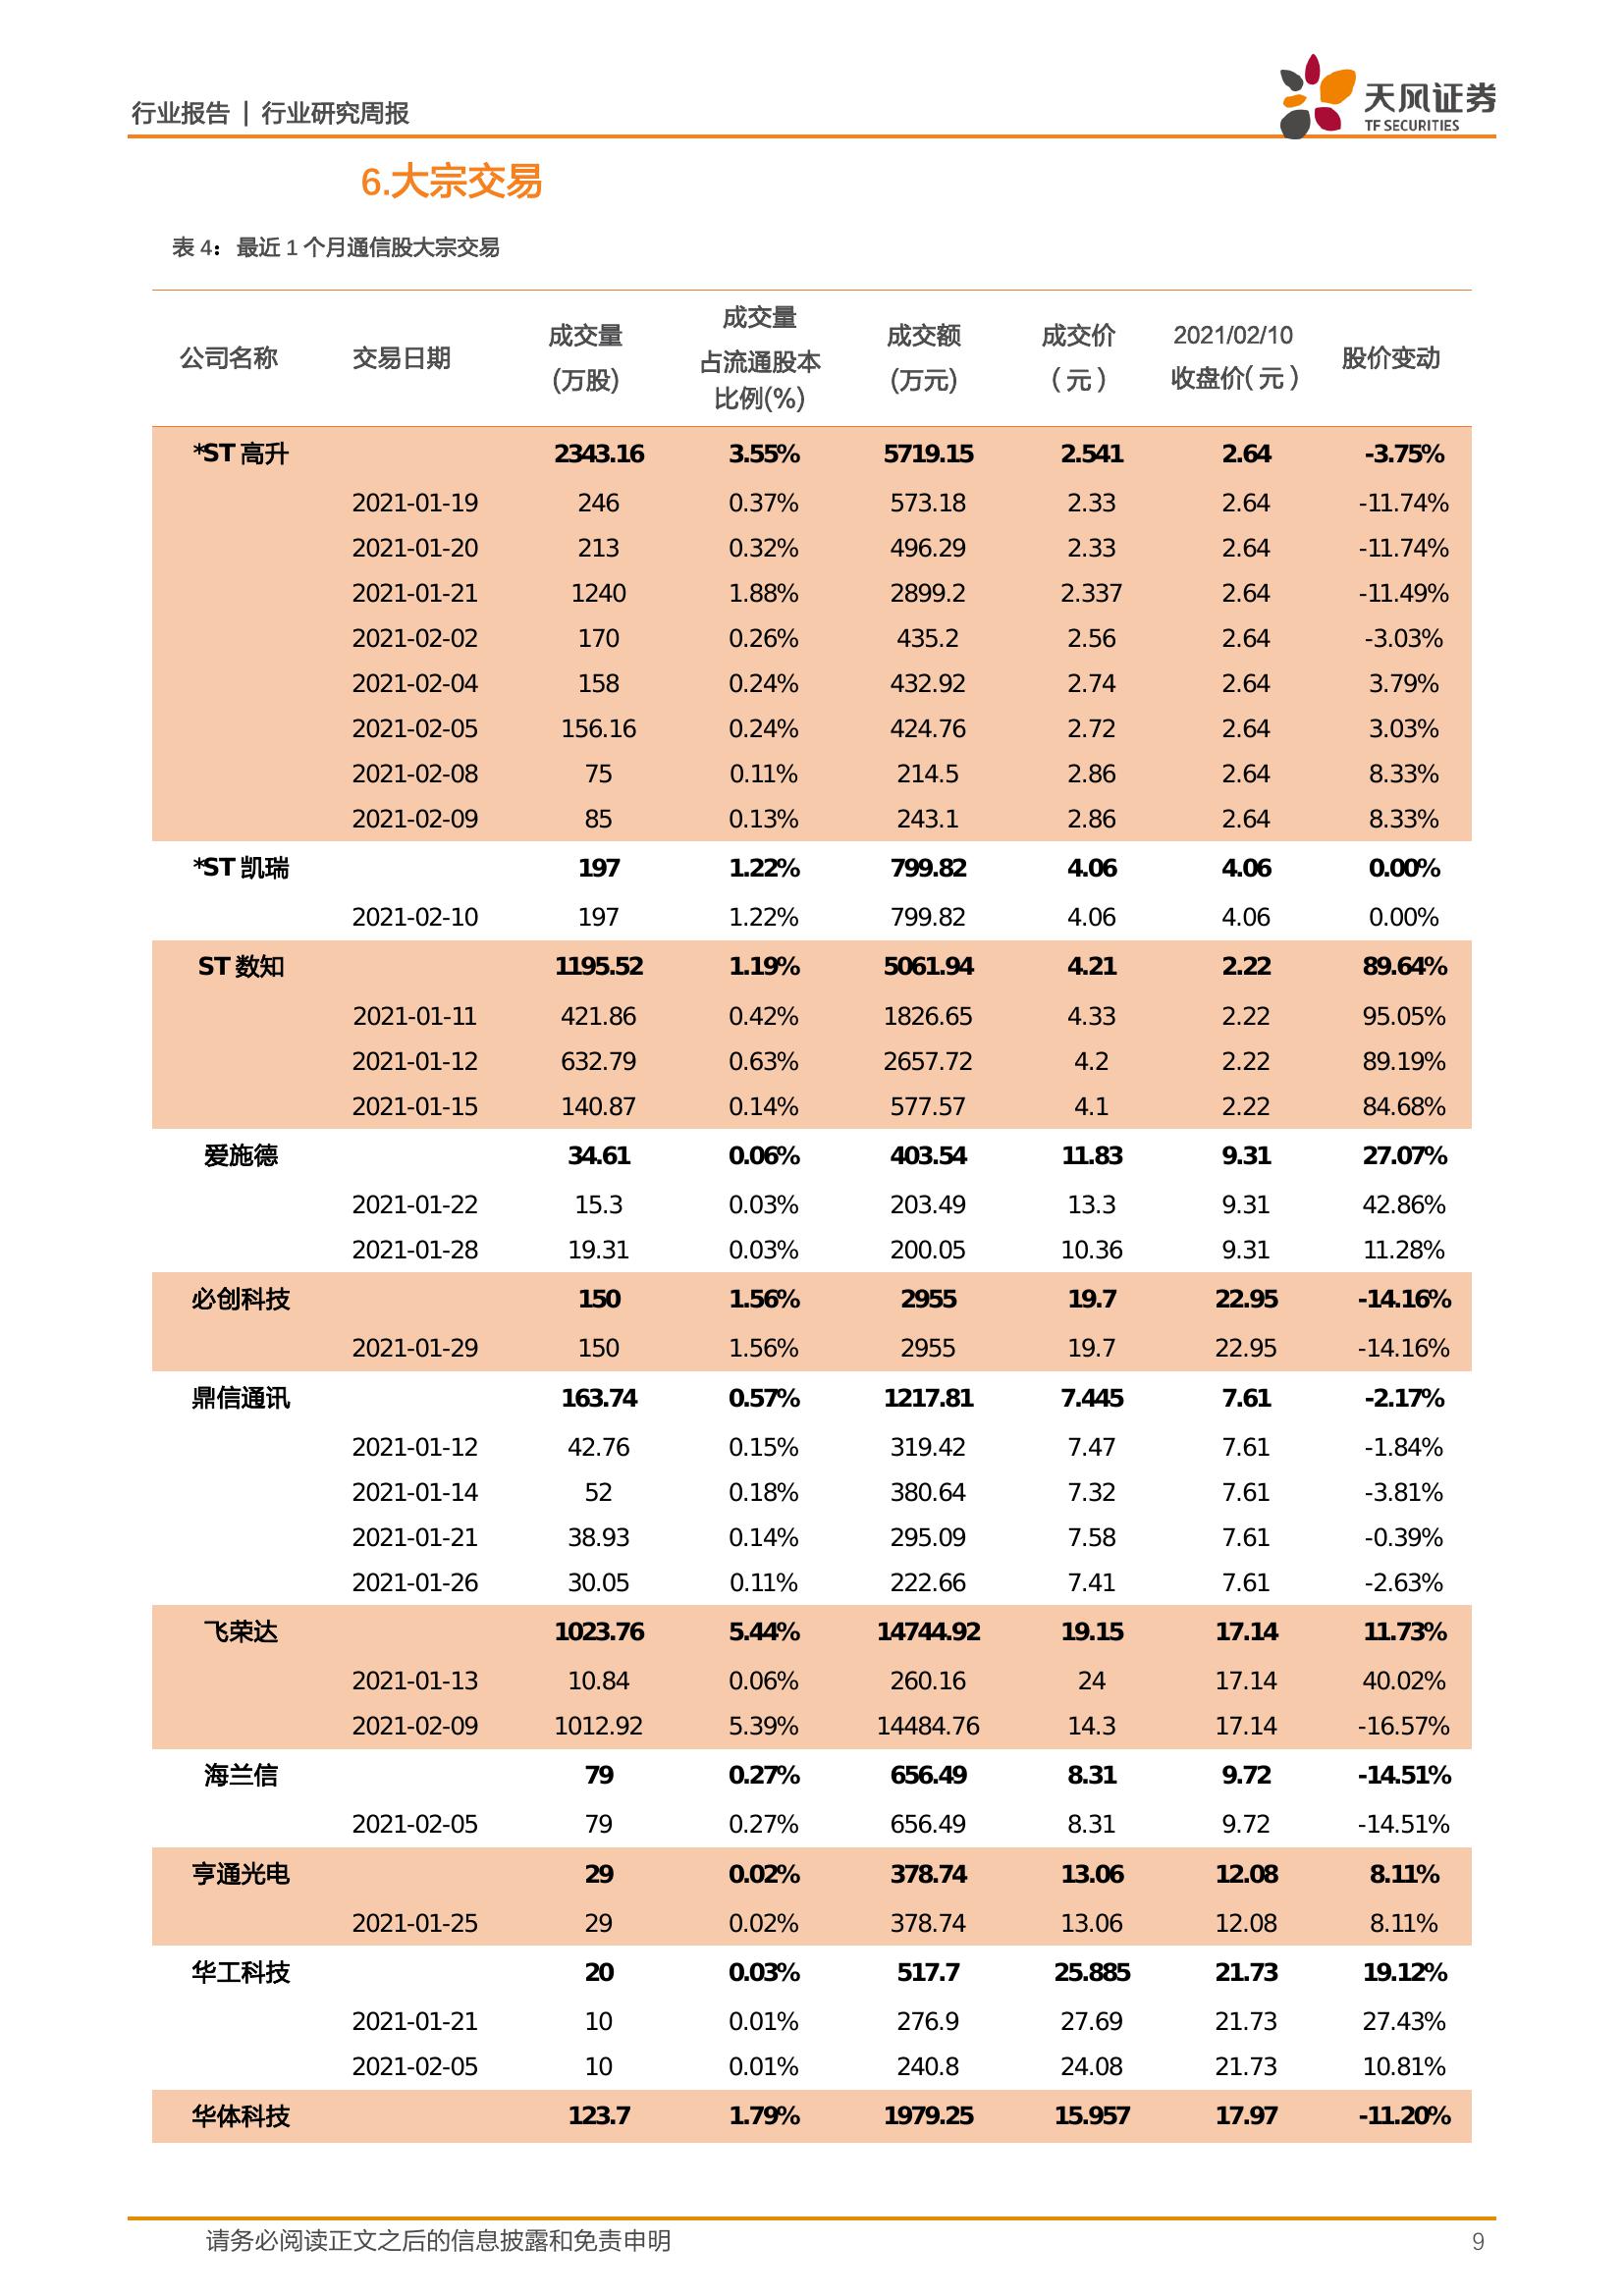 行业报告 | 行业研究周报
天风证券
TF SECURITIES
6.大宗交易
表 4：最近 1 个月通信股大宗交易
公司名称 交易日期 成交量(万股) 成交量占流通股本比例(%) 成交额(万元) 成交价（元） 2021/02/10收盘价(元) 股价变动
*ST 高升 2343.16 3.55% 5719.15 2.541 2.64 -3.75%
2021-01-19 246 0.37% 573.18 2.33 2.64 -11.74%
2021-01-20 213 0.32% 496.29 2.33 2.64 -11.74%
2021-01-21 1240 1.88% 2899.2 2.337 2.64 -11.49%
2021-02-02 170 0.26% 435.2 2.56 2.64 -3.03%
2021-02-04 158 0.24% 432.92 2.74 2.64 3.79%
2021-02-05 156.16 0.24% 424.76 2.72 2.64 3.03%
2021-02-08 75 0.11% 214.5 2.86 2.64 8.33%
2021-02-09 85 0.13% 243.1 2.86 2.64 8.33%
*ST 凯瑞 197 1.22% 799.82 4.06 4.06 0.00%
2021-02-10 197 1.22% 799.82 4.06 4.06 0.00%
ST 数知 1195.52 1.19% 5061.94 4.21 2.22 89.64%
2021-01-11 421.86 0.42% 1826.65 4.33 2.22 95.05%
2021-01-12 632.79 0.63% 2657.72 4.2 2.22 89.19%
2021-01-15 140.87 0.14% 577.57 4.1 2.22 84.68%
爱施德 34.61 0.06% 403.54 11.83 9.31 27.07%
2021-01-22 15.3 0.03% 203.49 13.3 9.31 42.86%
2021-01-28 19.31 0.03% 200.05 10.36 9.31 11.28%
必创科技 150 1.56% 2955 19.7 22.95 -14.16%
2021-01-29 150 1.56% 2955 19.7 22.95 -14.16%
鼎信通讯 163.74 0.57% 1217.81 7.445 7.61 -2.17%
2021-01-12 42.76 0.15% 319.42 7.47 7.61 -1.84%
2021-01-14 52 0.18% 380.64 7.32 7.61 -3.81%
2021-01-21 38.93 0.14% 295.09 7.58 7.61 -0.39%
2021-01-26 30.05 0.11% 222.66 7.41 7.61 -2.63%
飞荣达 1023.76 5.44% 14744.92 19.15 17.14 11.73%
2021-01-13 10.84 0.06% 260.16 24 17.14 40.02%
2021-02-09 1012.92 5.39% 14484.76 14.3 17.14 -16.57%
海兰信 79 0.27% 656.49 8.31 9.72 -14.51%
2021-02-05 79 0.27% 656.49 8.31 9.72 -14.51%
亨通光电 29 0.02% 378.74 13.06 12.08 8.11%
2021-01-25 29 0.02% 378.74 13.06 12.08 8.11%
华工科技 20 0.03% 517.7 25.885 21.73 19.12%
2021-01-21 10 0.01% 276.9 27.69 21.73 27.43%
2021-02-05 10 0.01% 240.8 24.08 21.73 10.81%
华体科技 123.7 1.79% 1979.25 15.957 17.97 -11.20%
请务必阅读正文之后的信息披露和免责申明 9